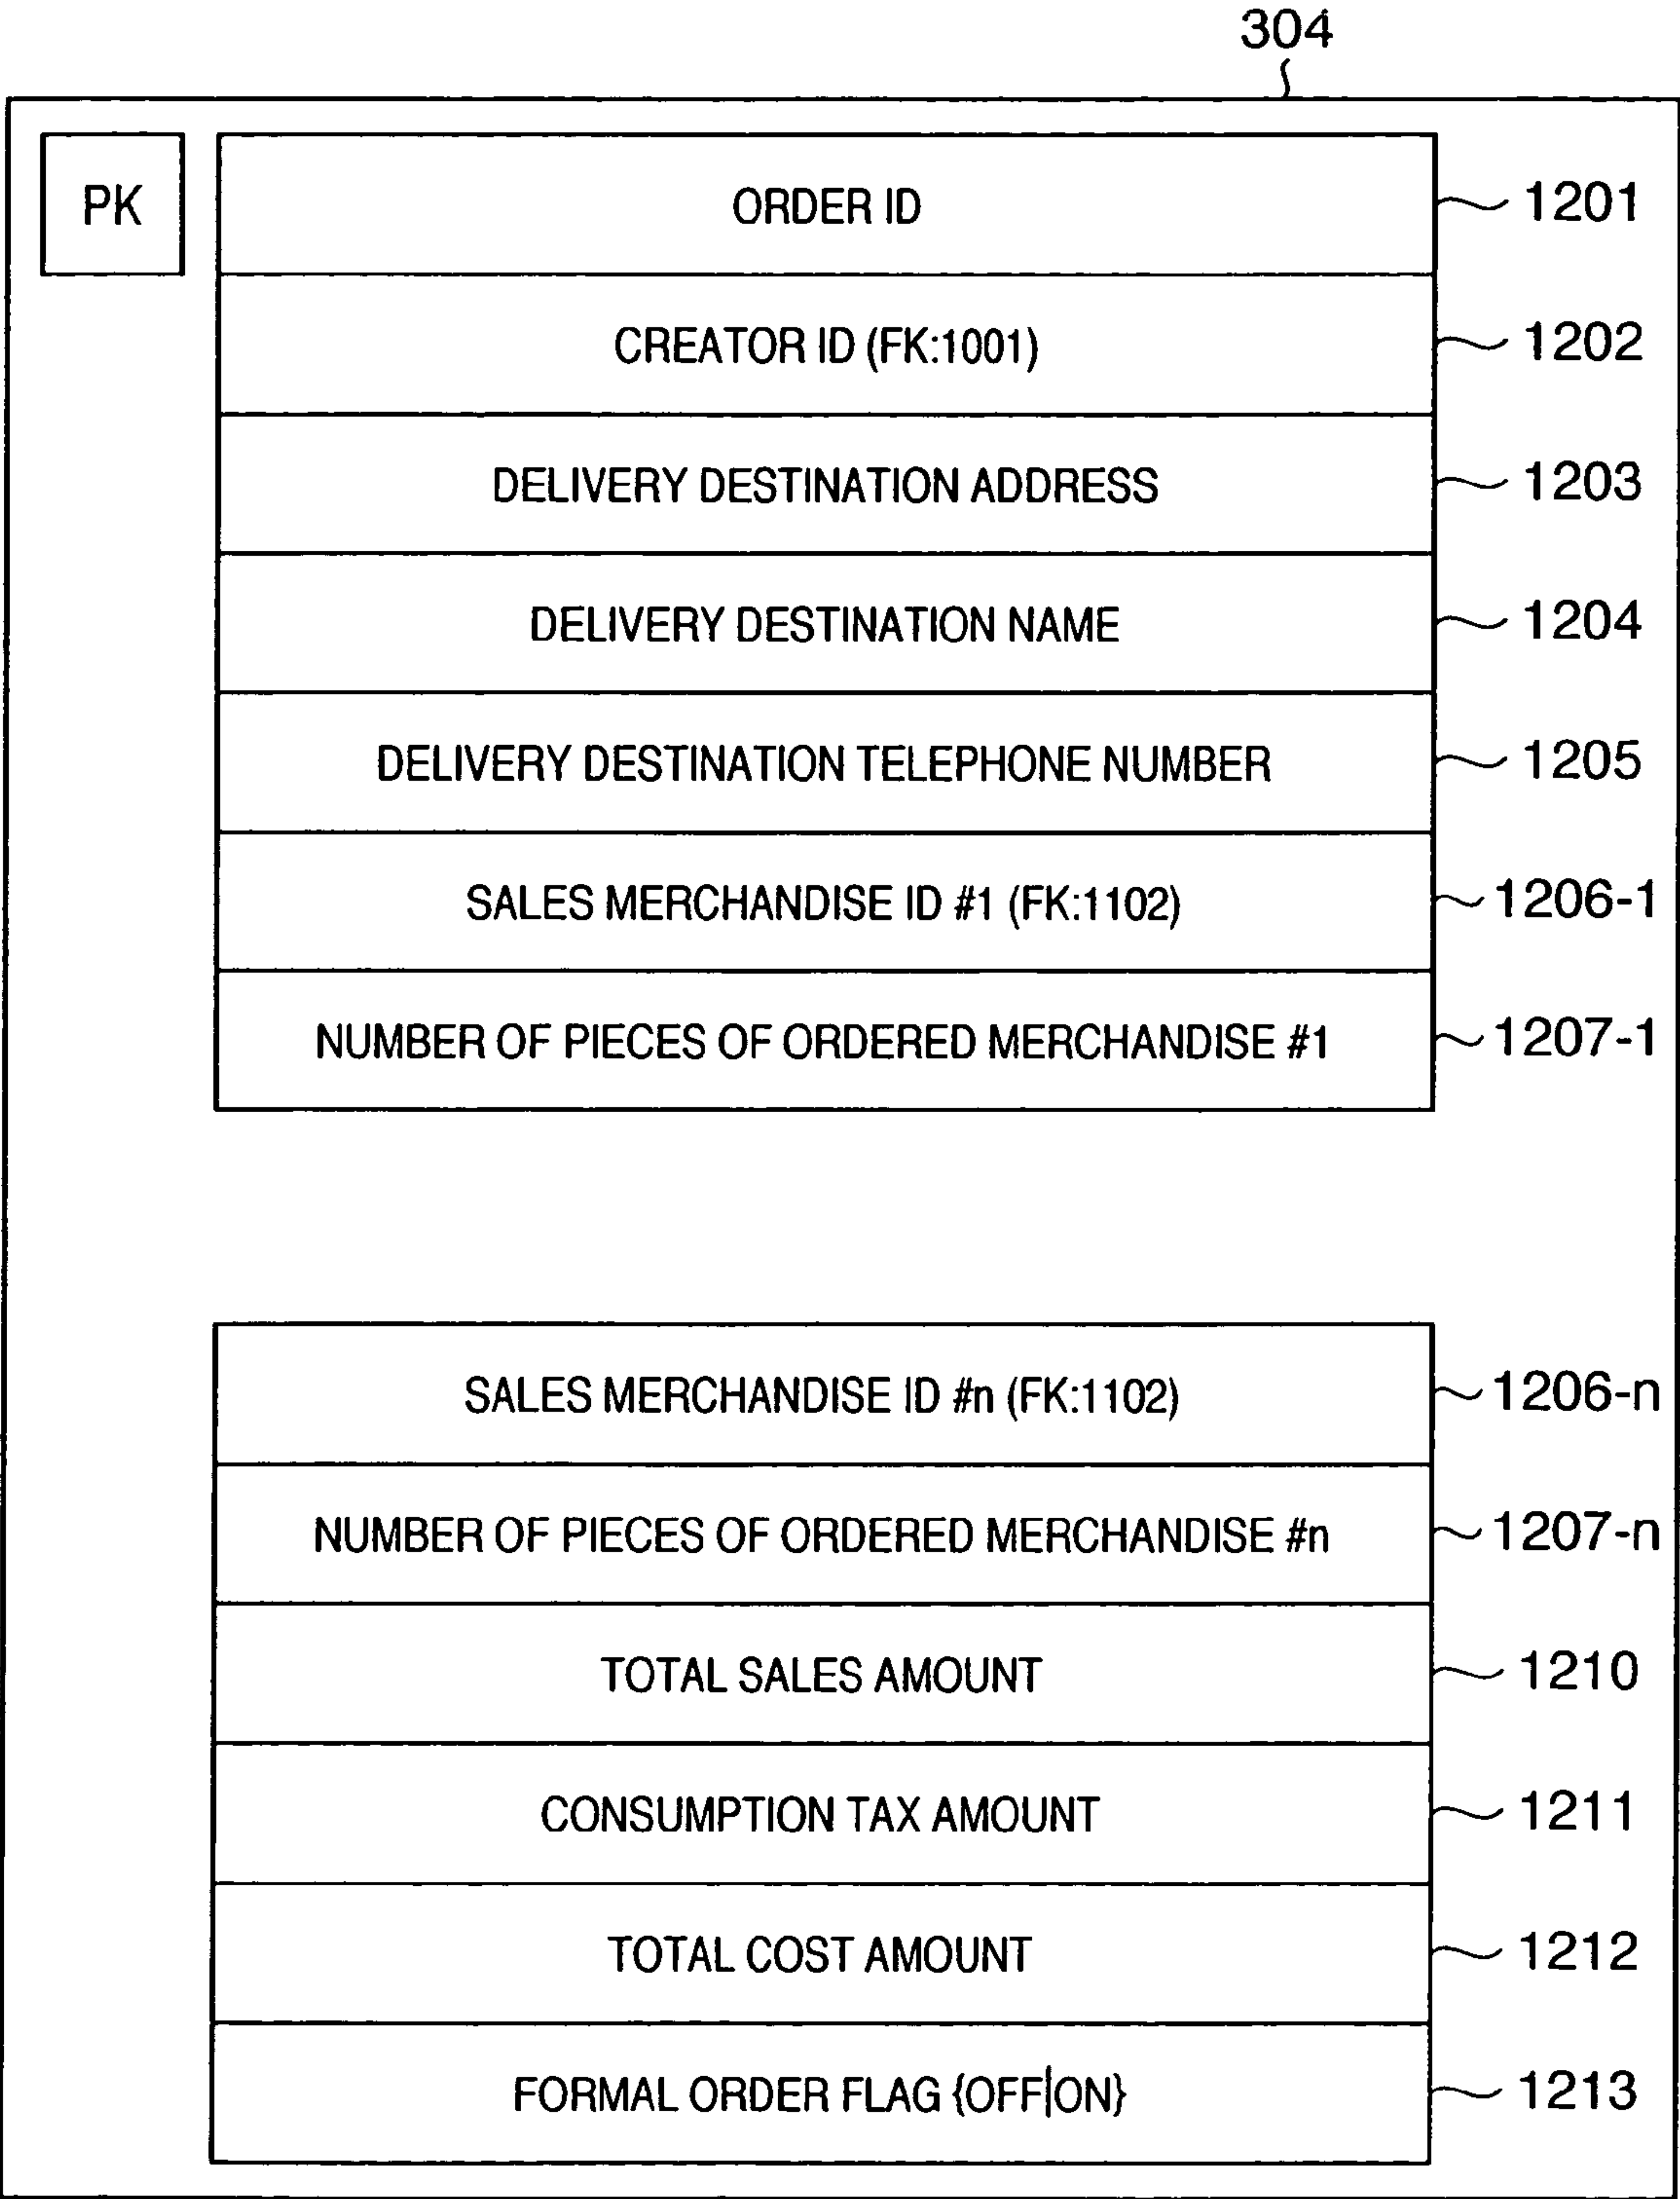 304
PK
ORDER ID
1201
CREATOR ID (FK:1001)
1202
DELIVERY DESTINATION ADDRESS
1203
DELIVERY DESTINATION NAME
1204
DELIVERY DESTINATION TELEPHONE NUMBER
1205
SALES MERCHANDISE ID #1 (FK:1102)
1206-1
NUMBER OF PIECES OF ORDERED MERCHANDISE #1
1207-1
SALES MERCHANDISE ID #n (FK:1102)
1206-n
NUMBER OF PIECES OF ORDERED MERCHANDISE #n
1207-n
TOTAL SALES AMOUNT
1210
CONSUMPTION TAX AMOUNT
1211
TOTAL COST AMOUNT
1212
FORMAL ORDER FLAG {OFF|ON}
1213